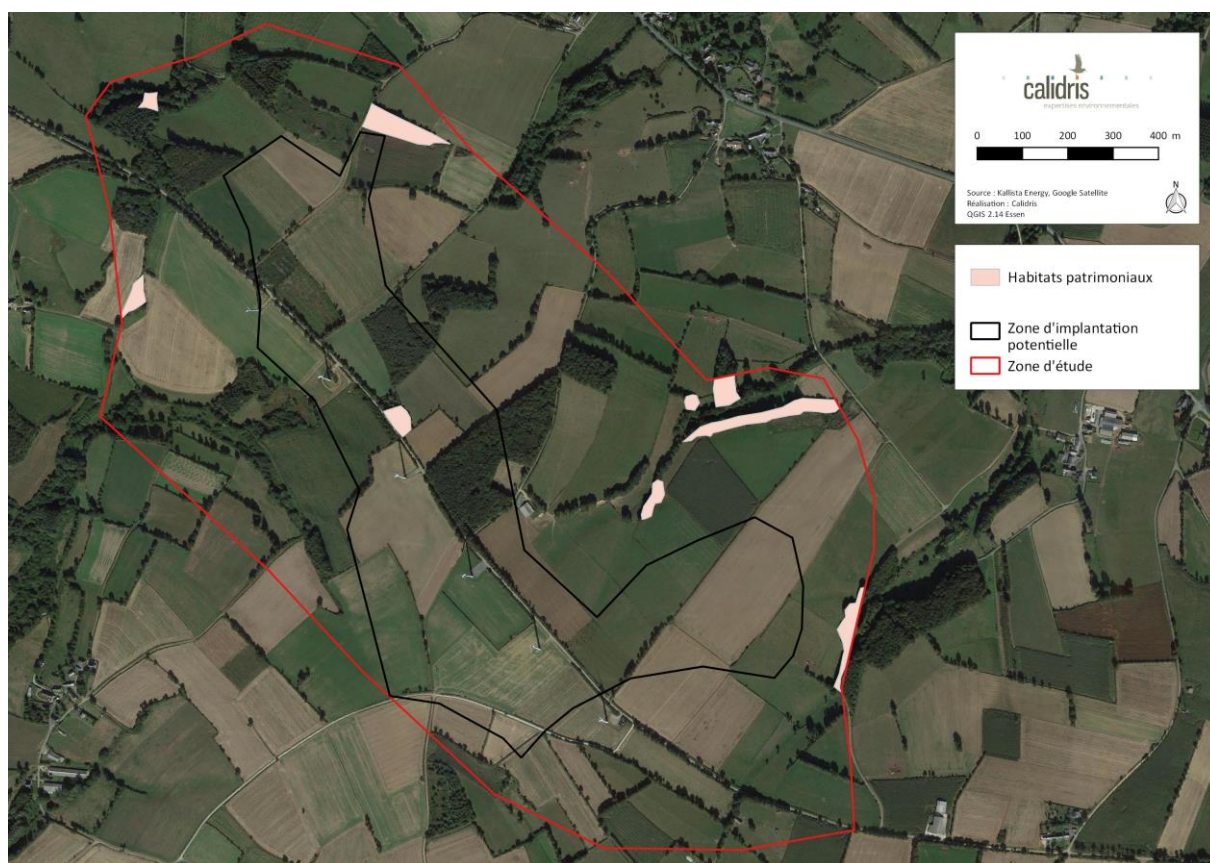 calidris
expertises environnementales
0 100 200 300 400 m
Source : Kallista Energy, Google Satellite
Réalisation : Calidris
QGIS 2.14 Essen
N
Habitats patrimoniaux
Zone d'implantation
potentielle
Zone d'étude